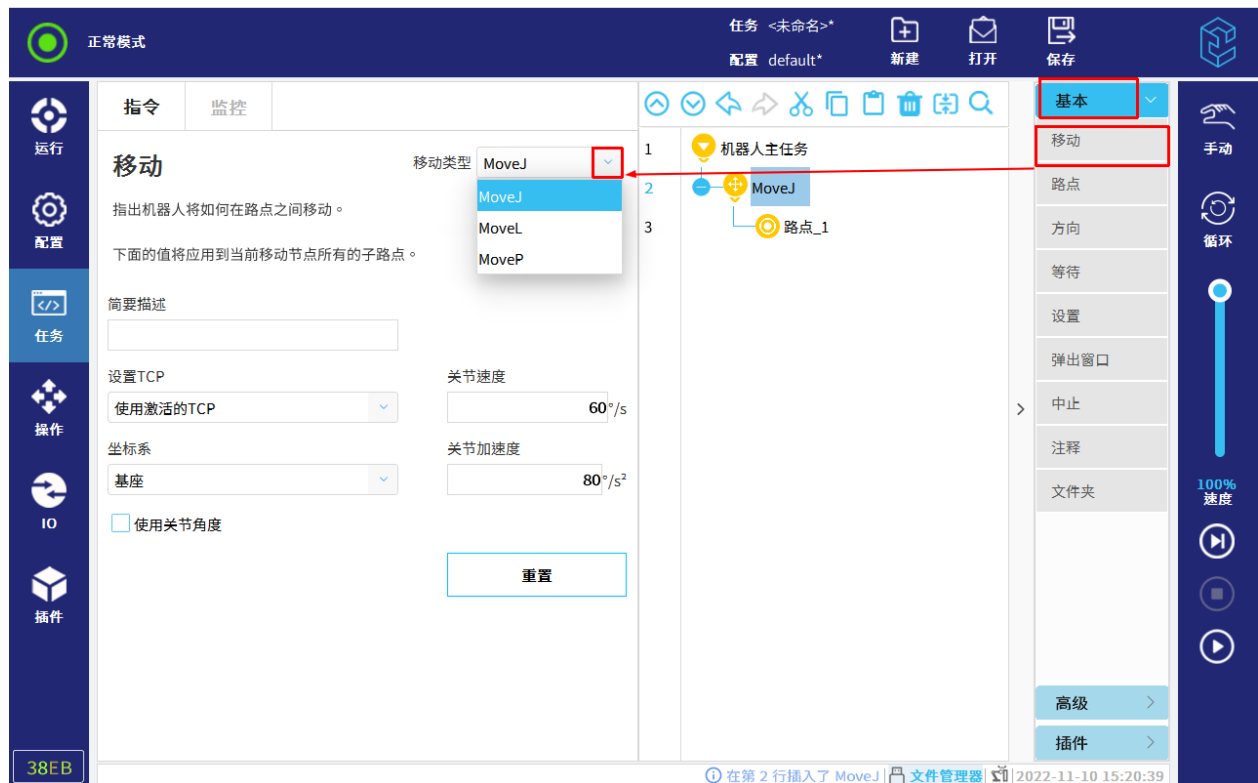 正常模式
任务 <未命名>*
配置 default*
新建
打开
保存
运行
配置
任务
操作
IO
插件
38EB
指令
监控
移动
移动类型 MoveJ
MoveJ
MoveL
MoveP
指出机器人将如何在路点之间移动。
下面的值将应用到当前移动节点所有的子路点。
简要描述
设置TCP
关节速度
使用激活的TCP
60°/s
坐标系
关节加速度
基座
80°/s²
使用关节角度
重置
1 机器人主任务
2 MoveJ
3 路点_1
基本
移动
路点
方向
等待
设置
弹出窗口
中止
注释
文件夹
高级
插件
手动
循环
100%
速度
在第 2 行插入了 MoveJ
文件管理器
2022-11-10 15:20:39